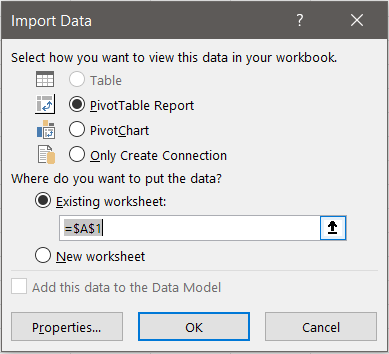 Import Data
?
Select how you want to view this data in your workbook.
Table
PivotTable Report
PivotChart
Only Create Connection
Where do you want to put the data?
Existing worksheet:
=$A$1
New worksheet
Add this data to the Data Model
Properties...
OK
Cancel